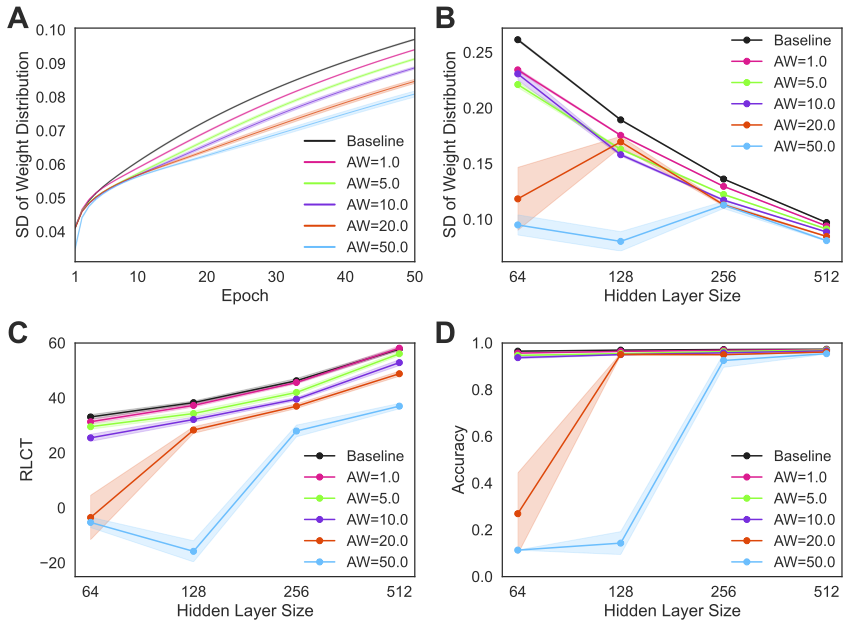 A
SD of Weight Distribution
0.10
0.09
0.08
0.07
0.06
0.05
0.04
1
10
20
30
40
50
Epoch
Baseline
AW=1.0
AW=5.0
AW=10.0
AW=20.0
AW=50.0
B
SD of Weight Distribution
0.25
0.20
0.15
0.10
64
128
256
512
Hidden Layer Size
Baseline
AW=1.0
AW=5.0
AW=10.0
AW=20.0
AW=50.0
C
RLCT
60
40
20
0
−20
64
128
256
512
Hidden Layer Size
Baseline
AW=1.0
AW=5.0
AW=10.0
AW=20.0
AW=50.0
D
Accuracy
1.0
0.8
0.6
0.4
0.2
0.0
64
128
256
512
Hidden Layer Size
Baseline
AW=1.0
AW=5.0
AW=10.0
AW=20.0
AW=50.0